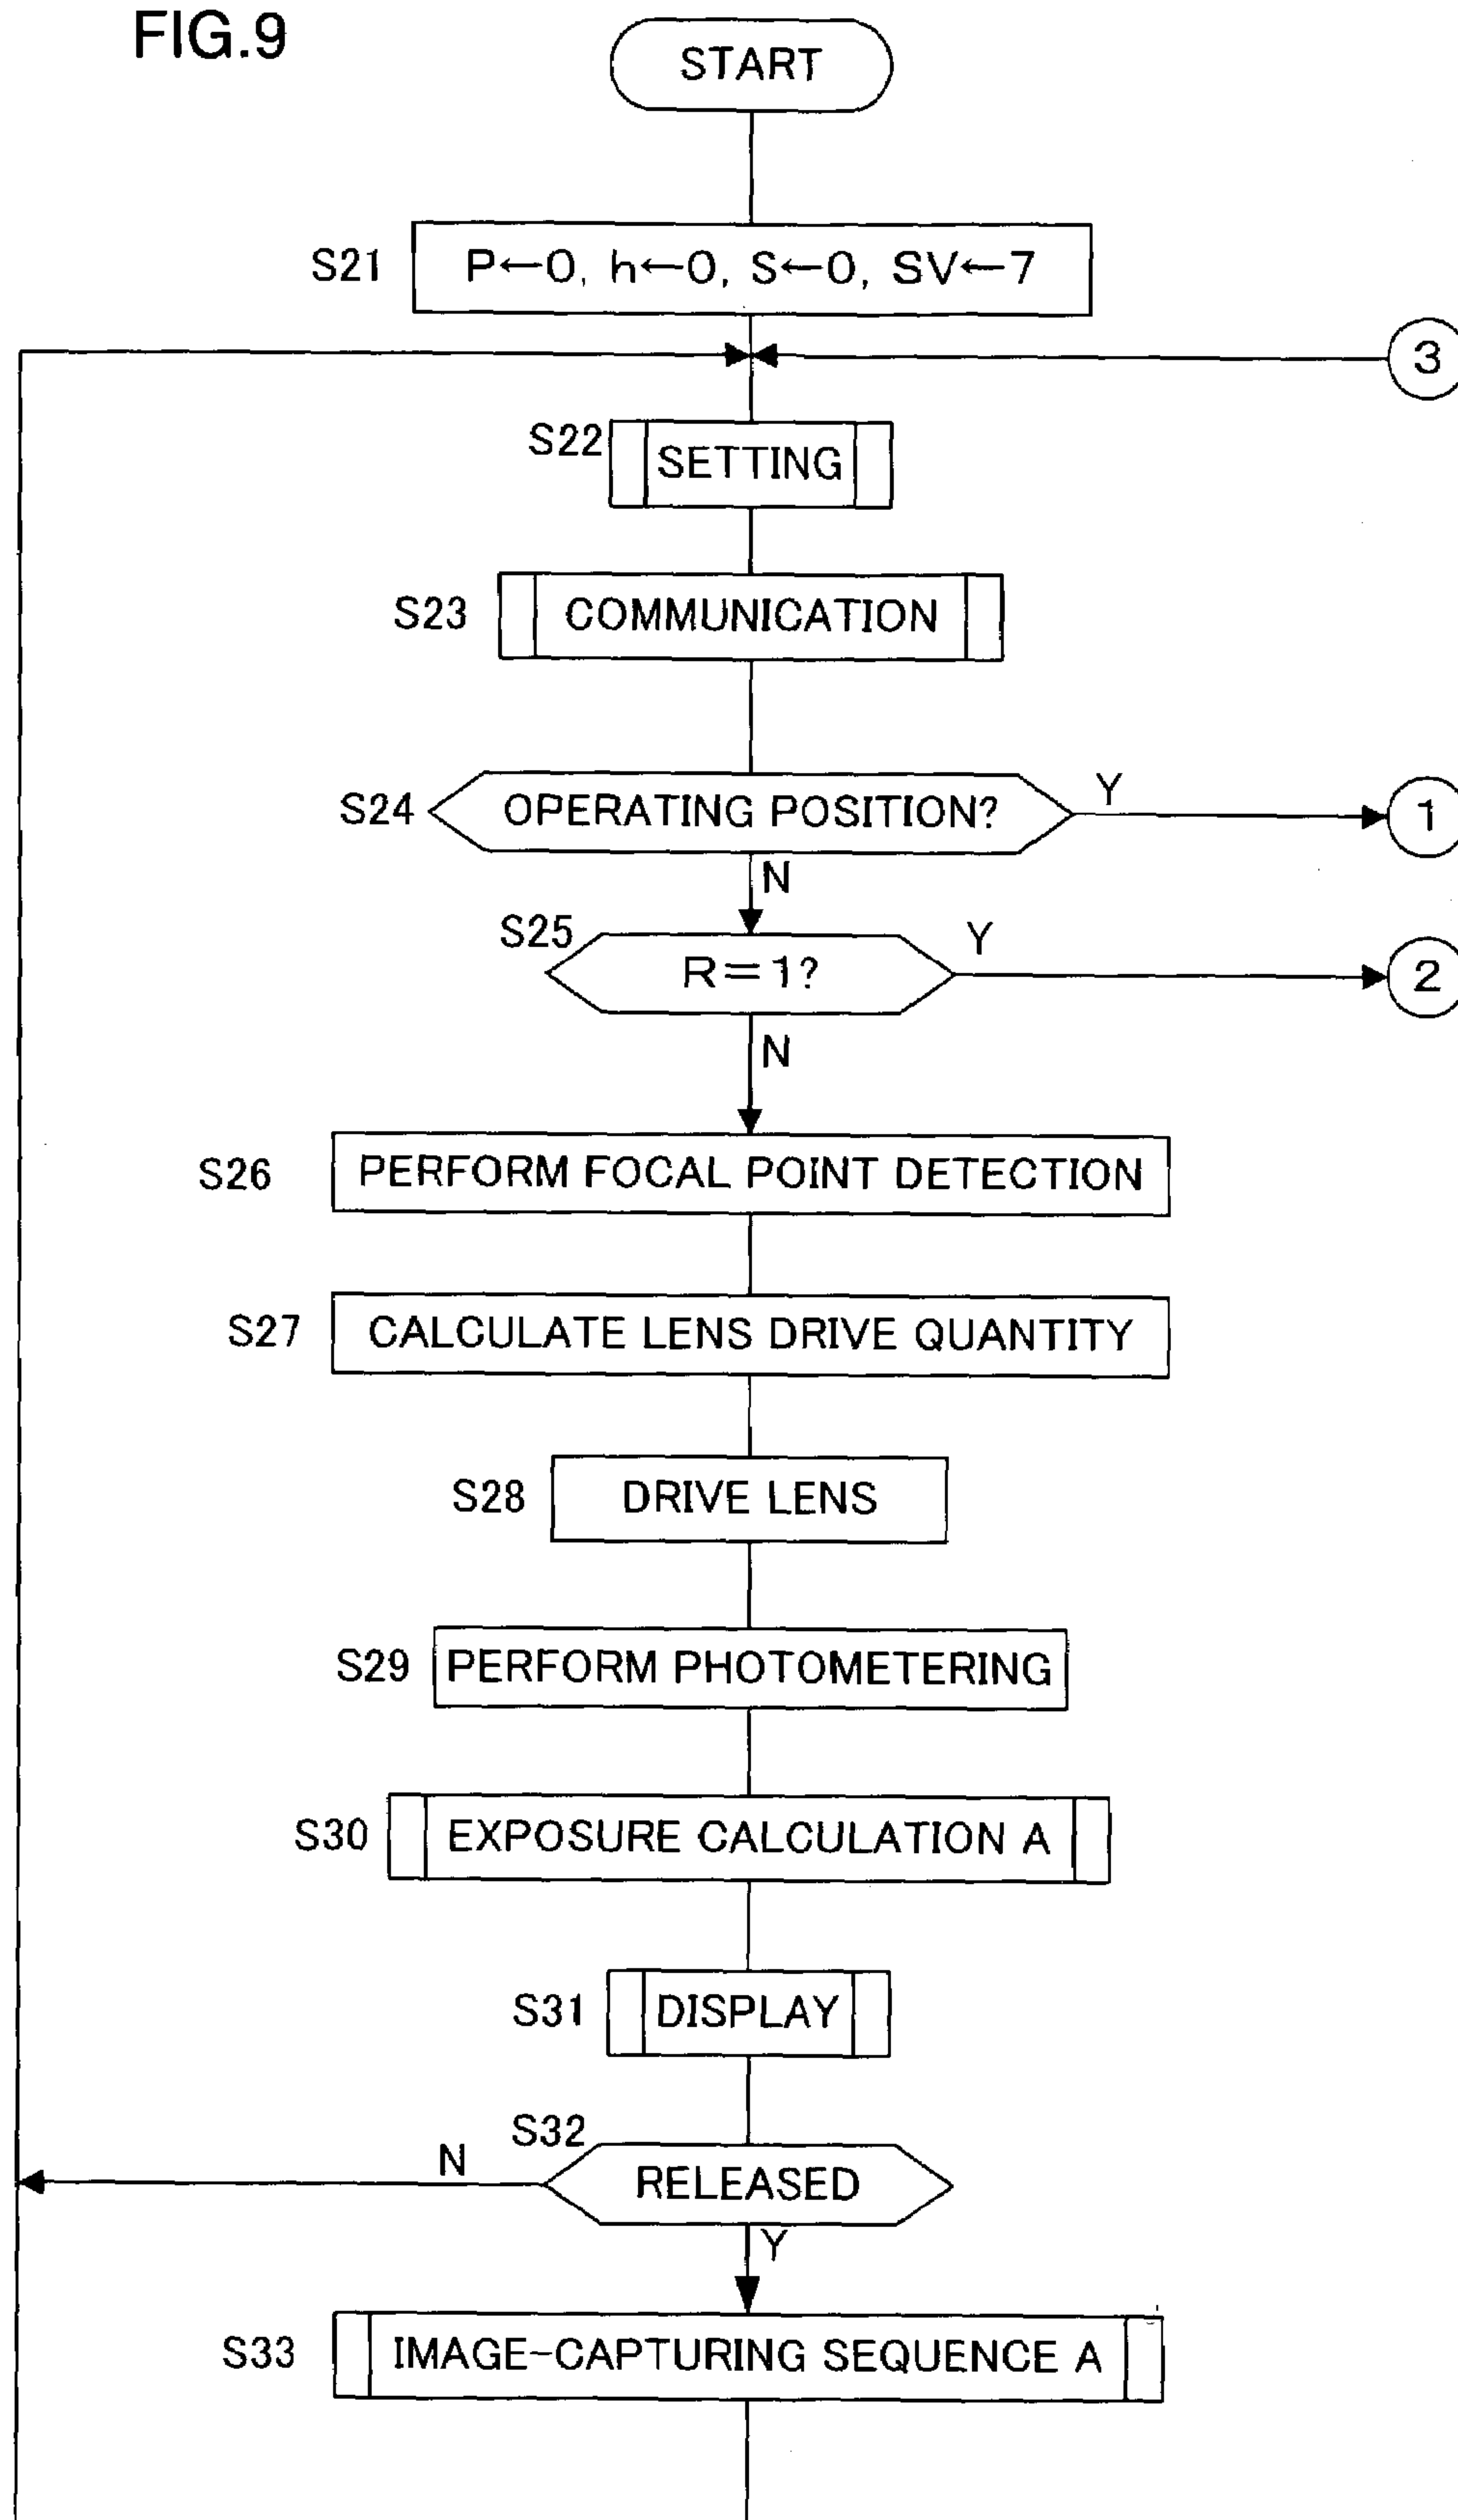 FIG.9
START
S21
P←0, h←0, S←0, SV←7
3
S22
SETTING
S23
COMMUNICATION
S24
OPERATING POSITION?
Y
1
N
S25
R=1?
Y
2
N
S26
PERFORM FOCAL POINT DETECTION
S27
CALCULATE LENS DRIVE QUANTITY
S28
DRIVE LENS
S29
PERFORM PHOTOMETERING
S30
EXPOSURE CALCULATION A
S31
DISPLAY
S32
N
RELEASED
Y
S33
IMAGE-CAPTURING SEQUENCE A